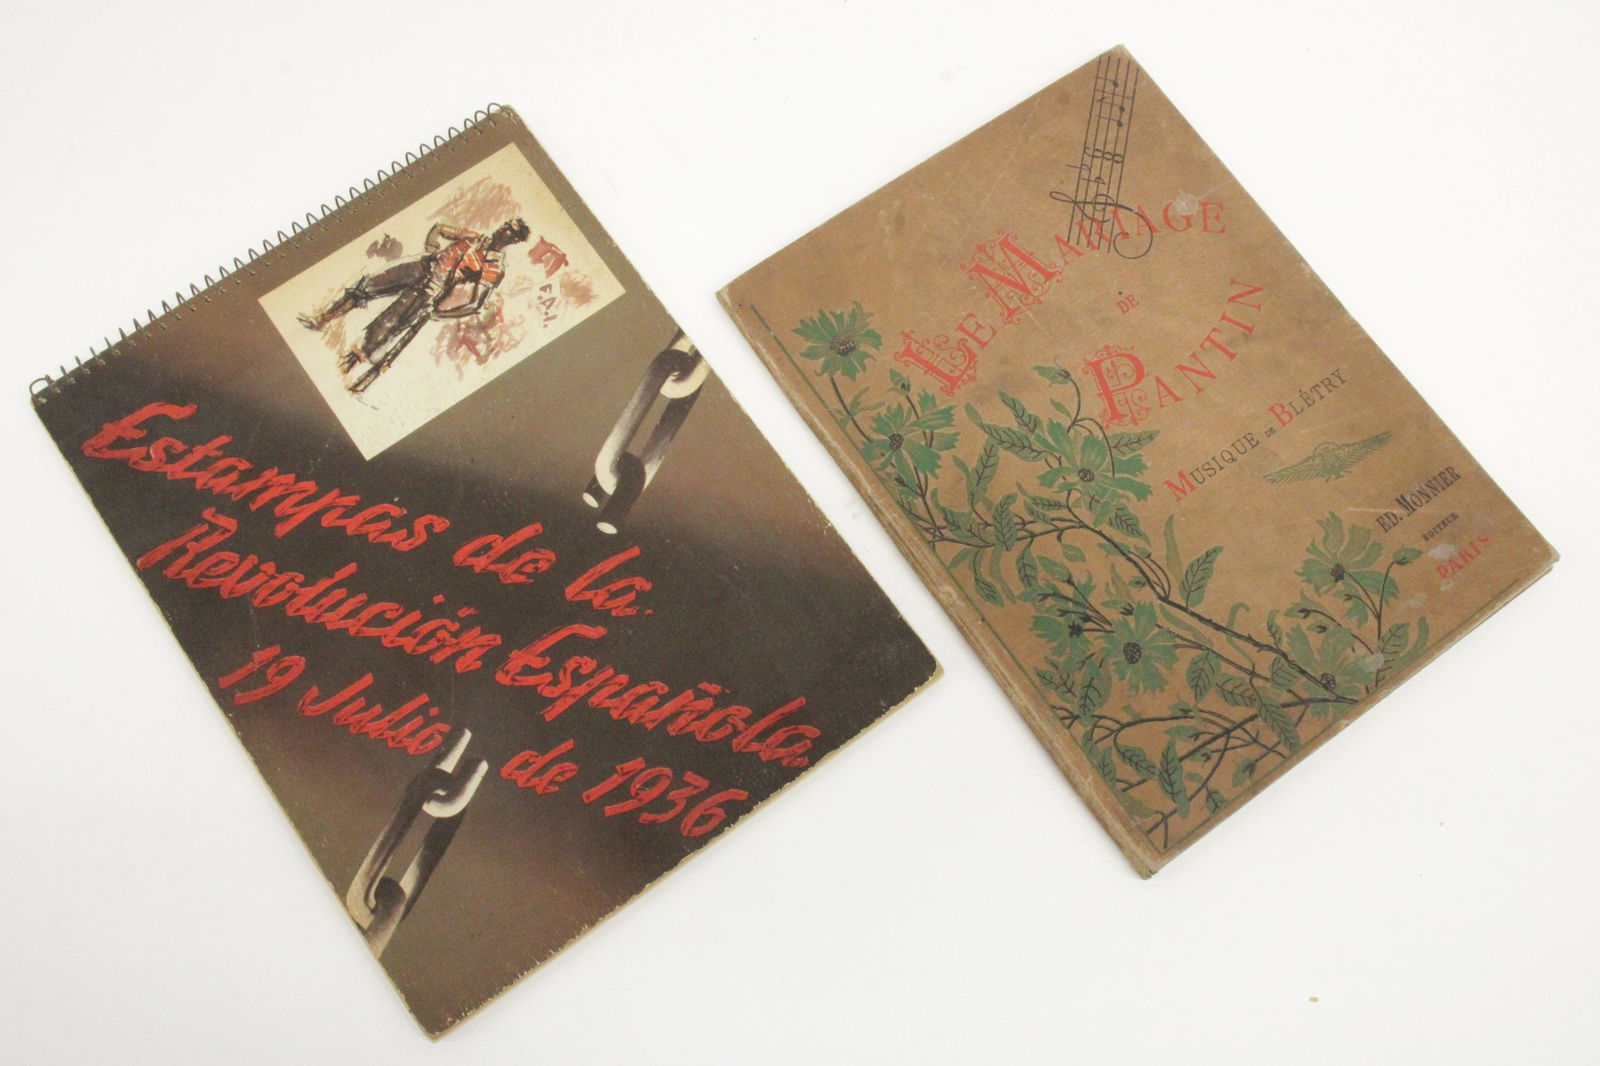 F.A.I.
Estampas de la
Revolución Española
19 Julio de 1936
LE MARIAGE
DE
PANTIN
MUSIQUE DE BLÉTRY
ED. MONNIER
EDITEUR
PARIS